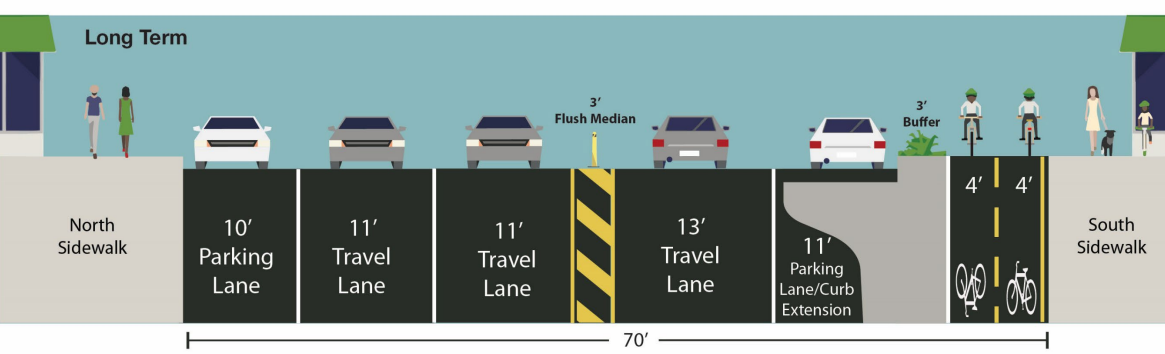 Long Term
3’
Flush Median
3’
Buffer
North
Sidewalk
10’
Parking
Lane
11’
Travel
Lane
11’
Travel
Lane
13’
Travel
Lane
11’
Parking
Lane/Curb
Extension
4’
4’
South
Sidewalk
70’